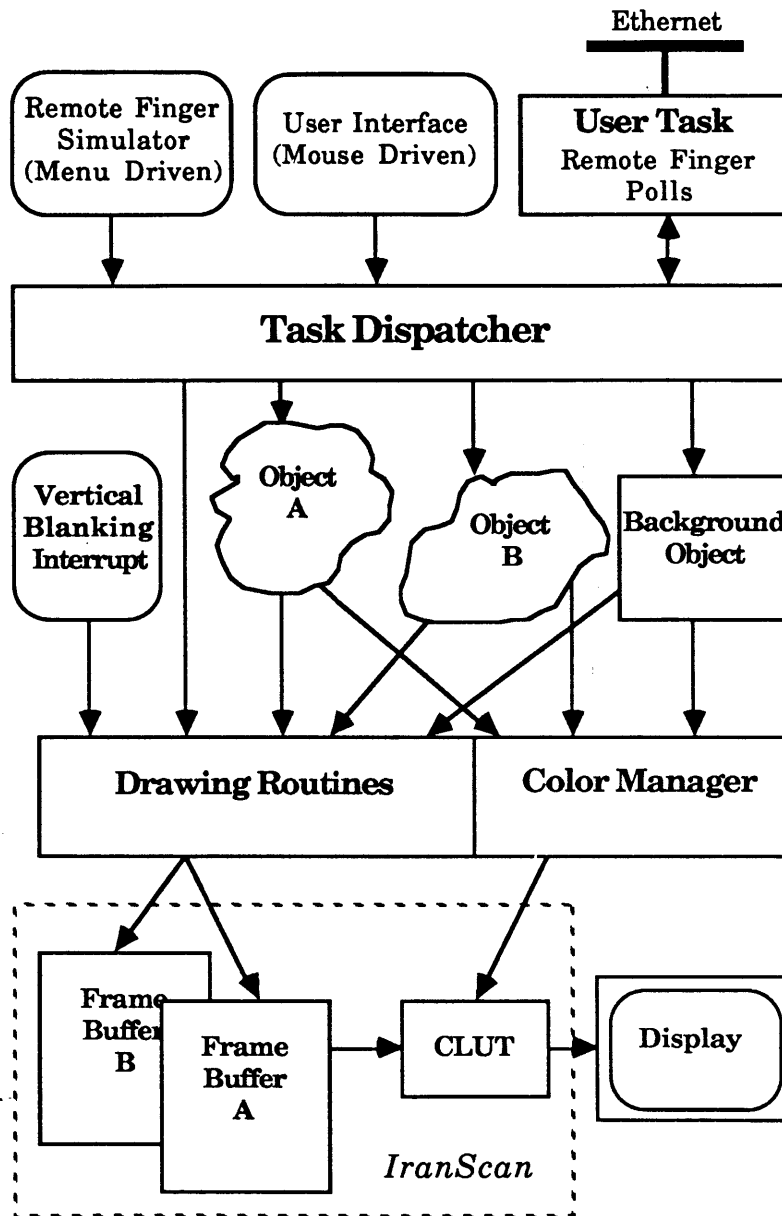 Ethernet
Remote Finger
Simulator
(Menu Driven)
User Interface
(Mouse Driven)
User Task
Remote Finger
Polls
Task Dispatcher
Vertical
Blanking
Interrupt
Object
A
Object
B
Background
Object
Drawing Routines
Color Manager
Frame
Buffer
B
Frame
Buffer
A
CLUT
Display
IranScan